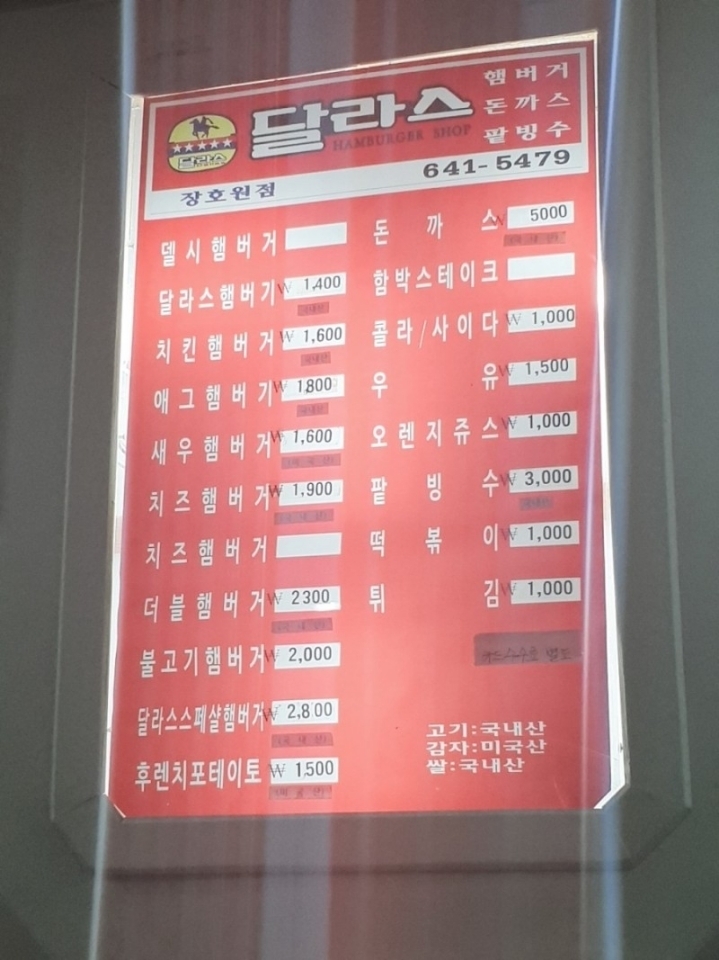 달라스
HAMBURGER SHOP
햄버거
돈까스
팥빙수
달라스
641-5479
장호원점
델시햄버거
달라스햄버거 ₩ 1,400
치킨햄버거 ₩ 1,600
애그햄버거 ₩ 1800
새우햄버거 ₩ 1,600
치즈햄버거 ₩ 1,900
치즈햄버거
더블햄버거 ₩ 2300
불고기햄버거 ₩ 2,000
달라스스페샬햄버거 ₩ 2,800
후렌치포테이토 ₩ 1500
돈까스 ₩ 5000
함박스테이크
콜라/사이다 ₩ 1,000
우유 ₩ 1,500
오렌지쥬스 ₩ 1,000
팥빙수 ₩ 3,000
떡볶이 ₩ 1,000
튀김 ₩ 1,000
고기:국내산
감자:미국산
쌀:국내산